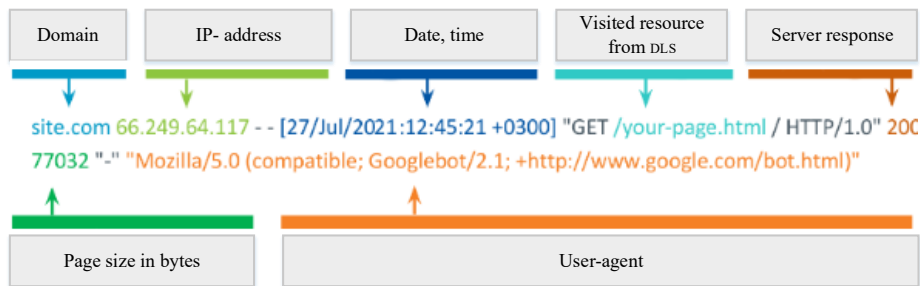 Domain
IP- address
Date, time
Visited resource
from DLS
Server response
site.com 66.249.64.117 - - [27/Jul/2021:12:45:21 +0300] "GET /your-page.html / HTTP/1.0" 200
77032 "-" "Mozilla/5.0 (compatible; Googlebot/2.1; +http://www.google.com/bot.html)"
Page size in bytes
User-agent